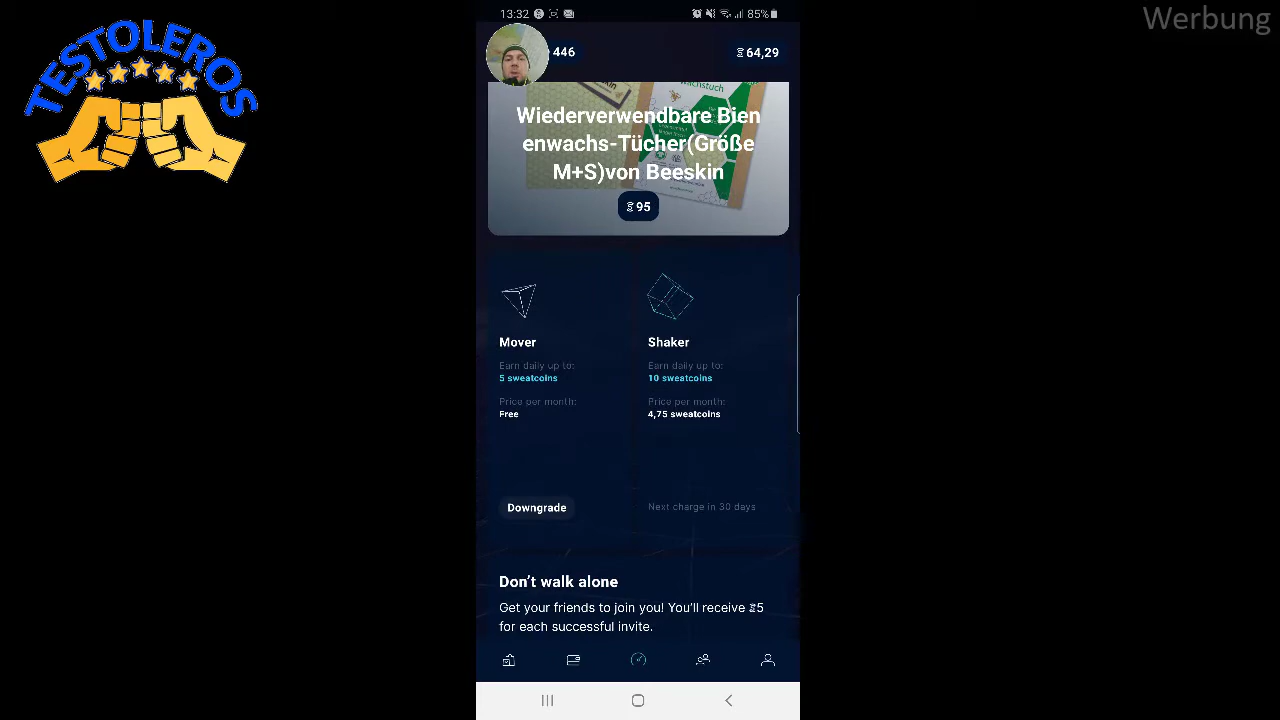 Werbung
TESTOLEROS
13:32
85%
446
64,29
wachstuch
Wiederverwendbare Bien
enwachs-Tücher(Größe
M+S)von Beeskin
95
Mover
Shaker
Earn daily up to:
5 sweatcoins
Earn daily up to:
10 sweatcoins
Price per month:
Free
Price per month:
4,75 sweatcoins
Downgrade
Next charge in 30 days
Don't walk alone
Get your friends to join you! You'll receive 5
for each successful invite.